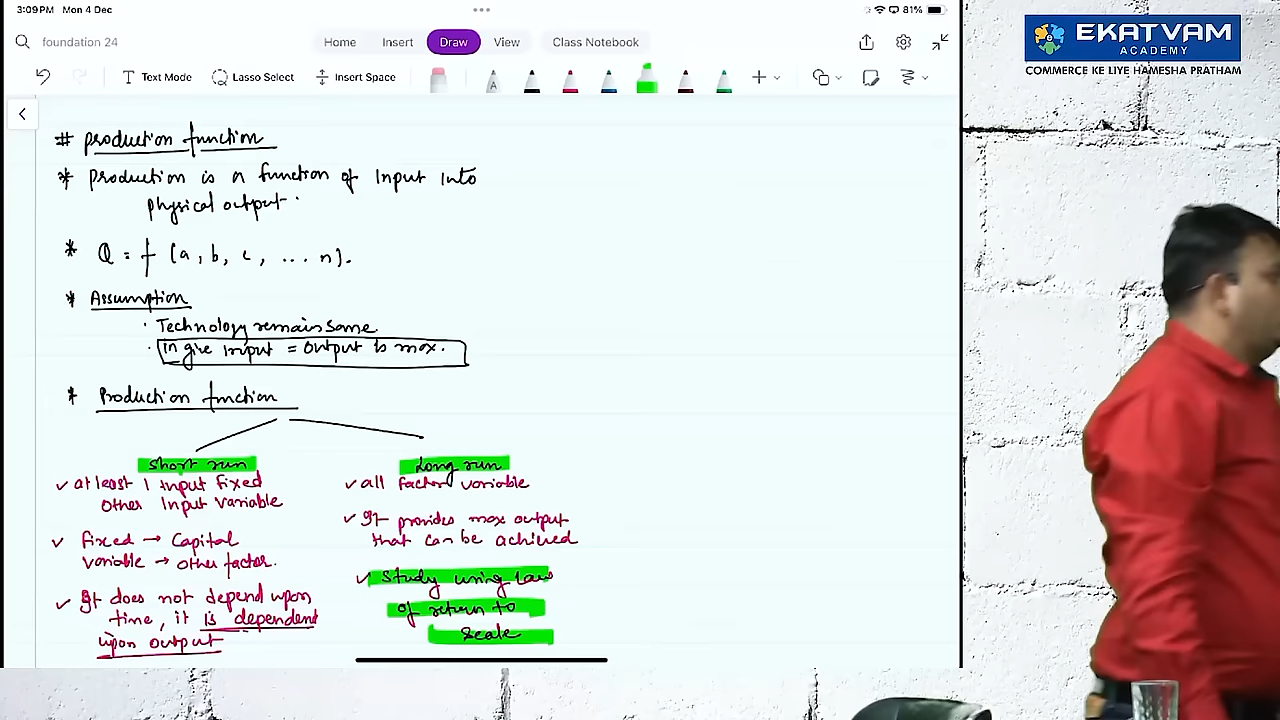 3:09 PM Mon 4 Dec
81%
foundation 24
Home Insert Draw View Class Notebook
Text Mode Lasso Select Insert Space
EKATVAM
ACADEMY
COMMERCE KE LIYE HAMESHA PRATHAM
# Production function
* Production is a function of Input into
physical output.
* Q = f (a, b, c, ... n).
* Assumption
· Technology remain same
· In give input = Output is max.
* Production function
Short run
✓ at least 1 input fixed
Other Input variable
✓ fixed → Capital
variable → other factor.
✓ It does not depend upon
time, it is dependent
upon output
Long run
✓ all factor variable
✓ It provides max output
that can be achieved
✓ Study using Law
of return to
Scale